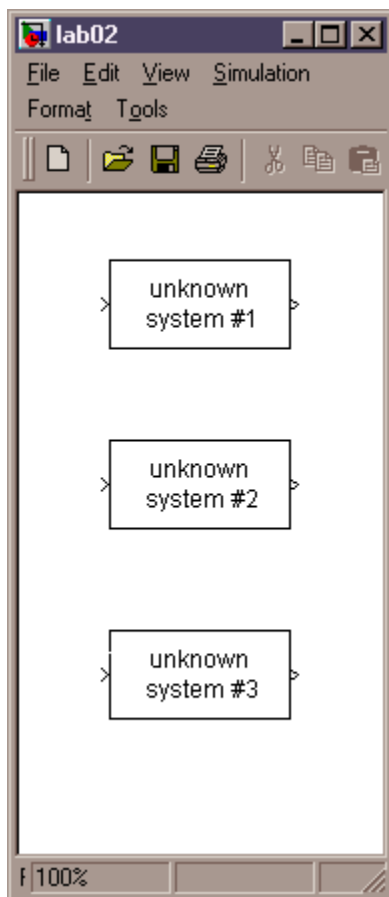 lab02
File Edit View Simulation
Format Tools
unknown
system #1
unknown
system #2
unknown
system #3
100%